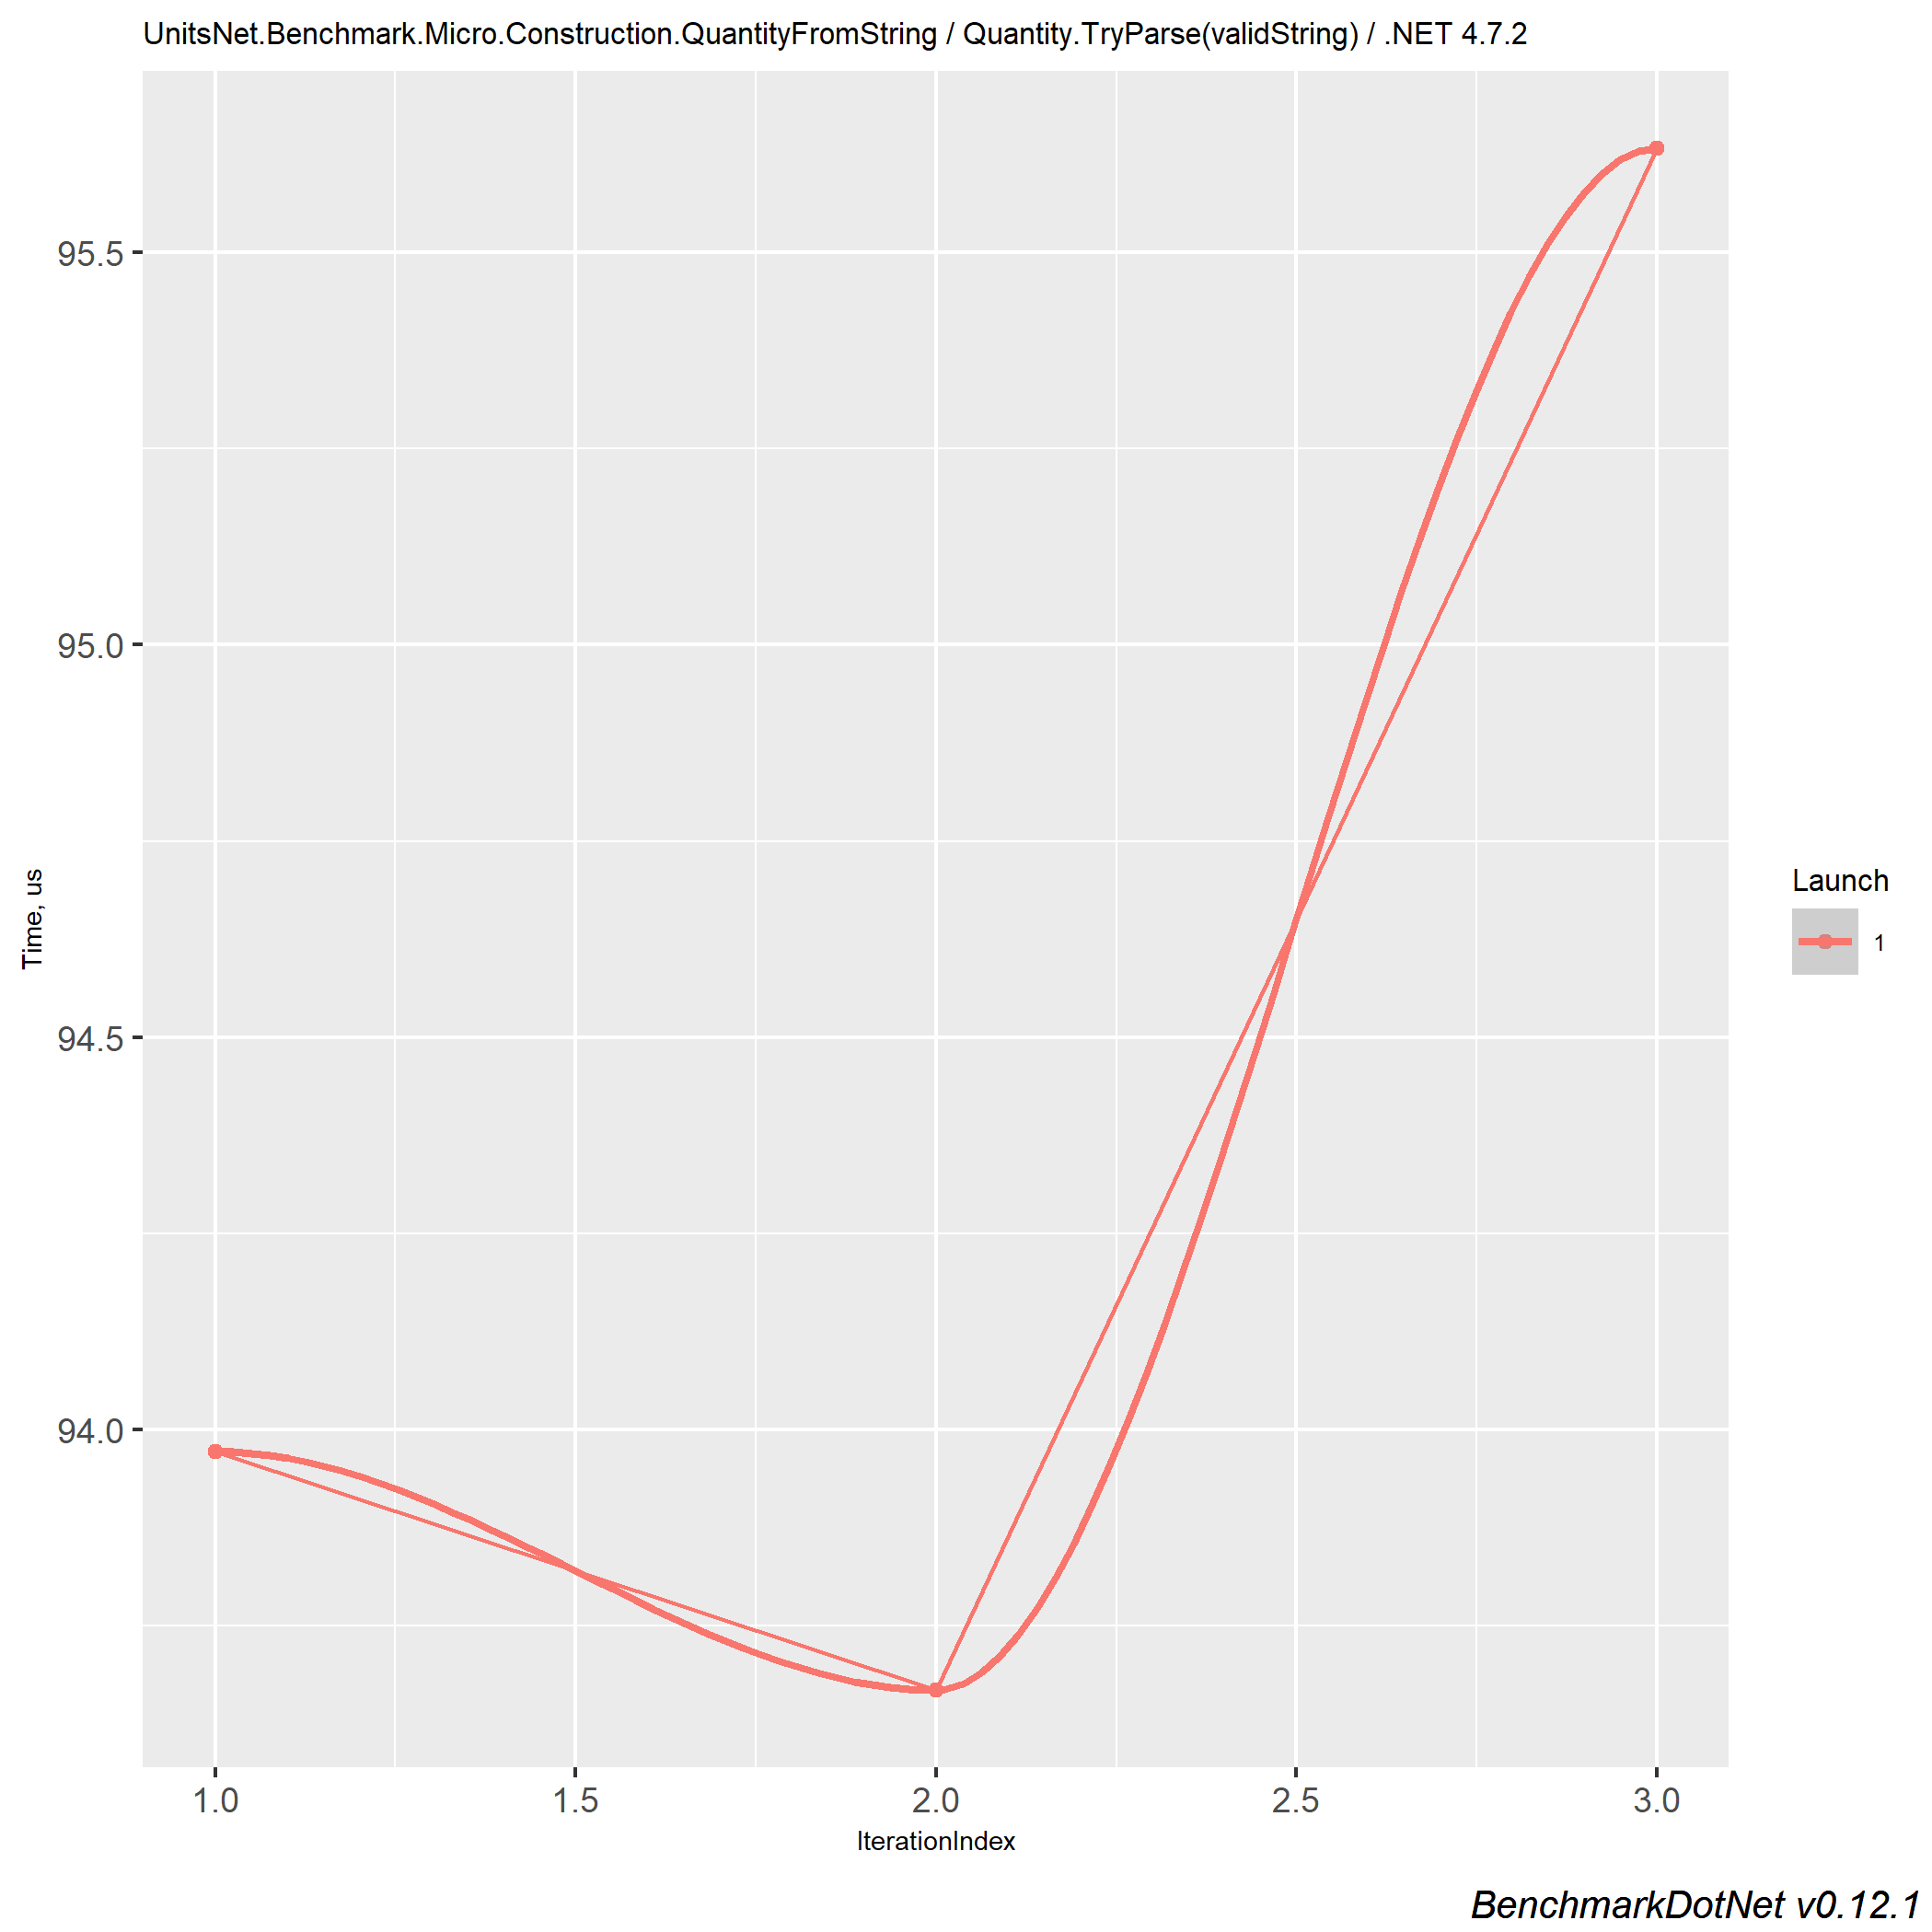 UnitsNet.Benchmark.Micro.Construction.QuantityFromString / Quantity.TryParse(validString) / .NET 4.7.2
95.5
95.0
94.5
94.0
Time, us
1.0 1.5 2.0 2.5 3.0
IterationIndex
Launch
1
BenchmarkDotNet v0.12.1